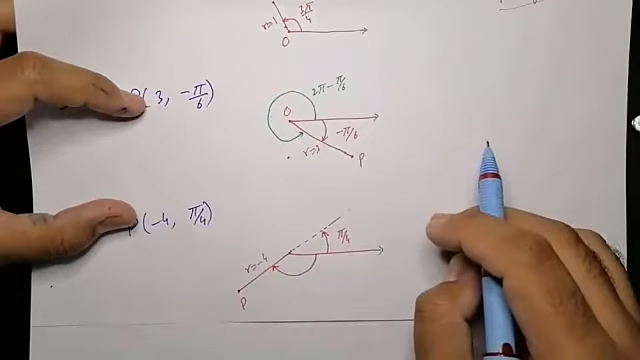 r=1 3π/4
O
P(3, -π/6)
2π - π/6
O
-π/6
r=3
P
P(-4, π/4)
π/4
r=-4
P